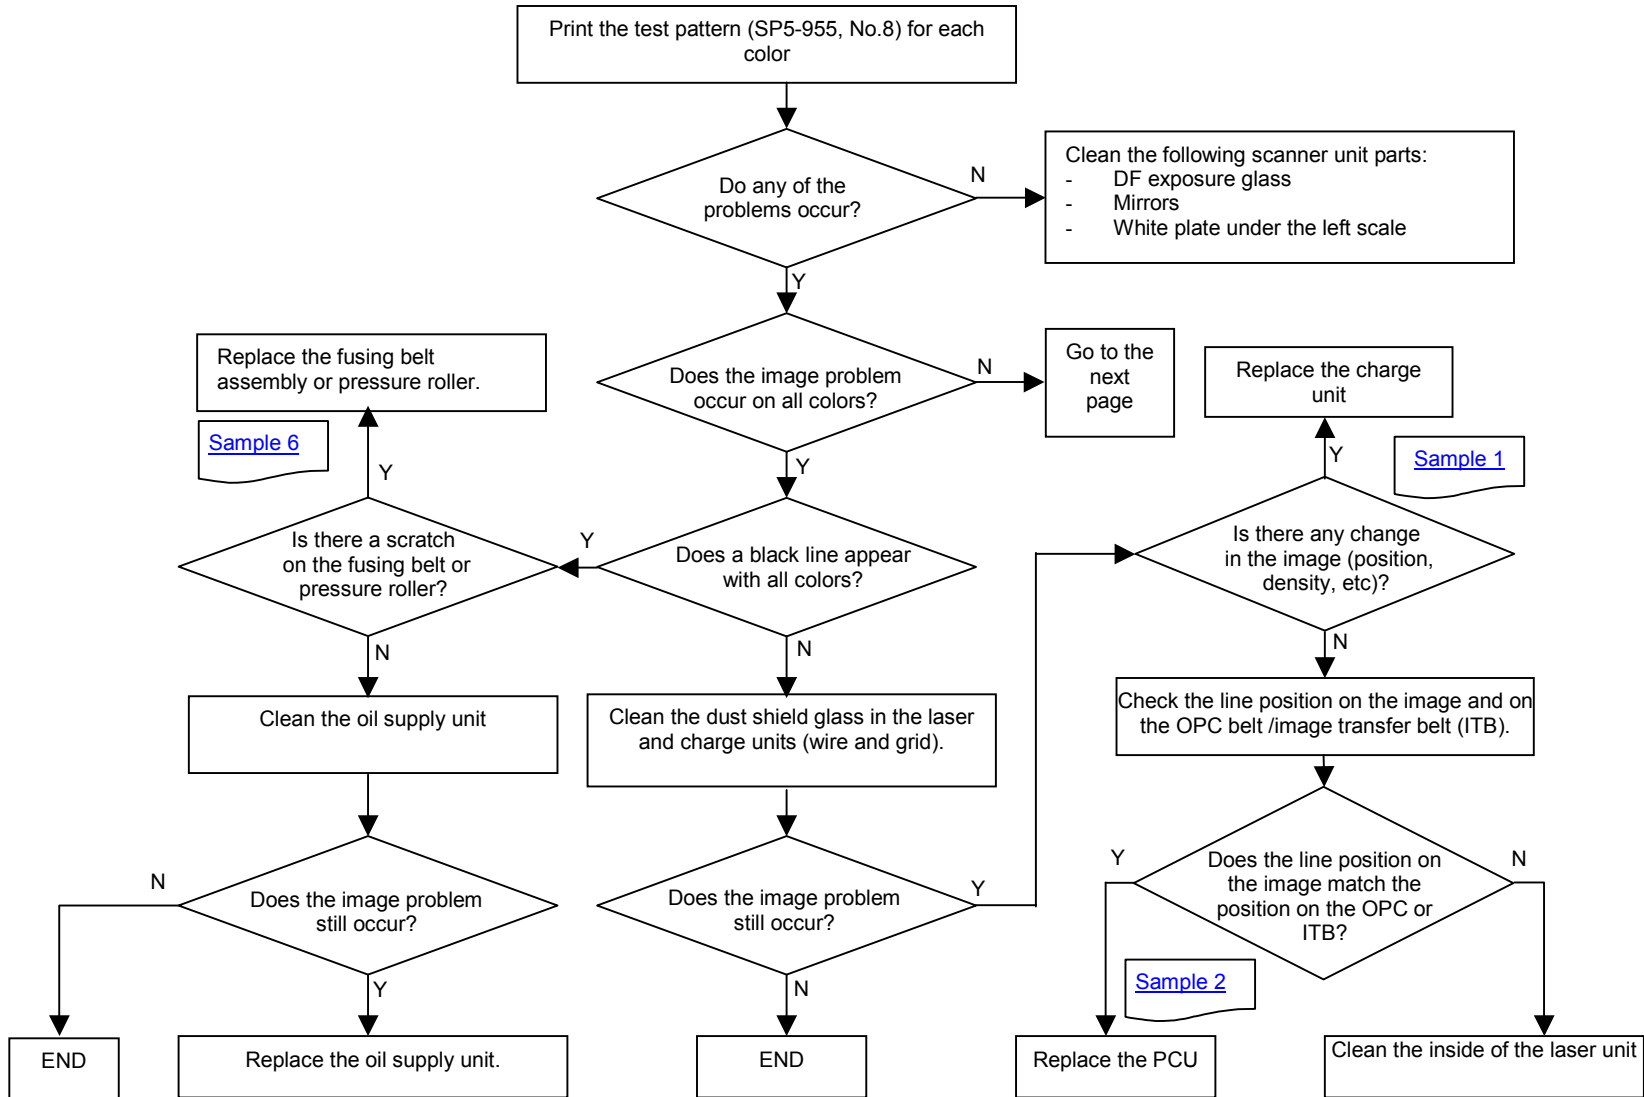 Print the test pattern (SP5-955, No.8) for each
color
Do any of the
problems occur?
N
Clean the following scanner unit parts:
- DF exposure glass
- Mirrors
- White plate under the left scale
Y
Does the image problem
occur on all colors?
N
Go to the
next
page
Y
Replace the fusing belt
assembly or pressure roller.
Sample 6
Y
Is there a scratch
on the fusing belt or
pressure roller?
Y
Does a black line appear
with all colors?
Replace the charge
unit
Y
Sample 1
Is there any change
in the image (position,
density, etc)?
N
N
N
Clean the oil supply unit
Clean the dust shield glass in the laser
and charge units (wire and grid).
Check the line position on the image and on
the OPC belt /image transfer belt (ITB).
N
Does the image problem
still occur?
Y
Does the image problem
still occur?
Y
N
Y
Does the line position on
the image match the
position on the OPC or
ITB?
N
Sample 2
END
Replace the oil supply unit.
END
Replace the PCU
Clean the inside of the laser unit